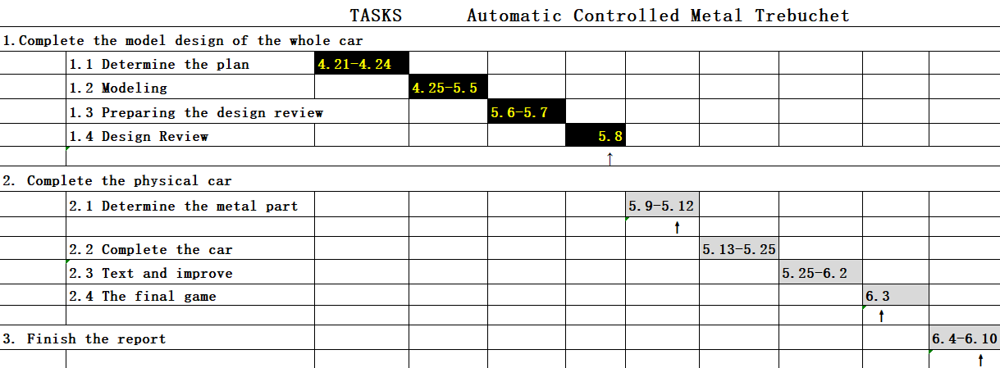 TASKS Automatic Controlled Metal Trebuchet
1.Complete the model design of the whole car
1.1 Determine the plan 4.21-4.24
1.2 Modeling 4.25-5.5
1.3 Preparing the design review 5.6-5.7
1.4 Design Review 5.8
↑
2. Complete the physical car
2.1 Determine the metal part 5.9-5.12
↑
2.2 Complete the car 5.13-5.25
2.3 Text and improve 5.25-6.2
2.4 The final game 6.3
↑
3. Finish the report 6.4-6.10
↑